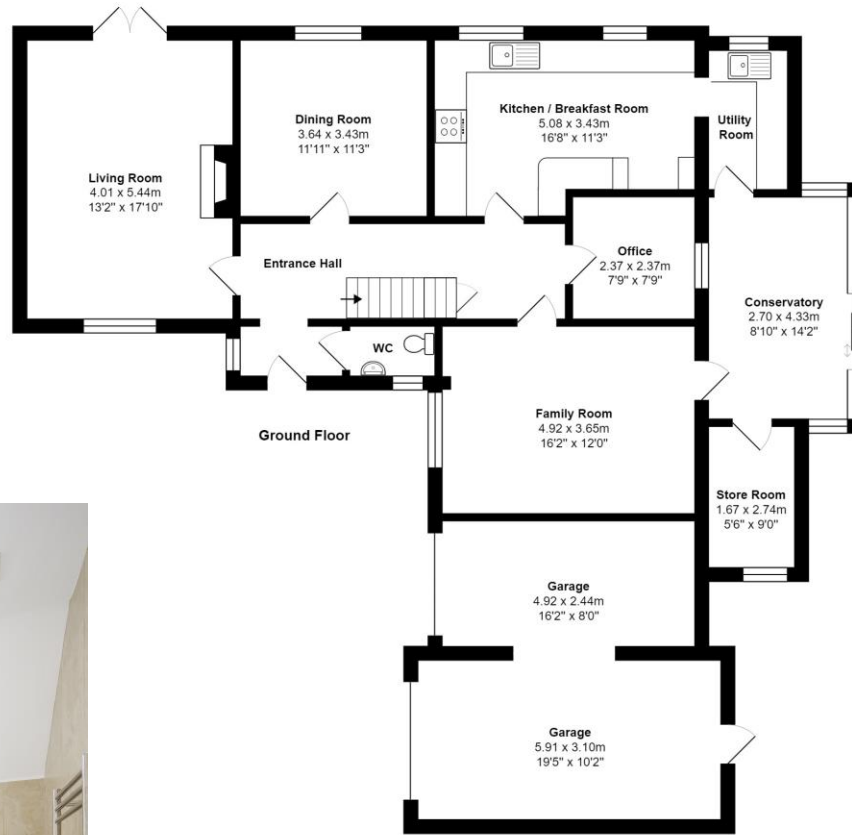 Living Room
4.01 x 5.44m
13'2" x 17'10"
Dining Room
3.64 x 3.43m
11'11" x 11'3"
Kitchen / Breakfast Room
5.08 x 3.43m
16'8" x 11'3"
Utility
Room
Entrance Hall
Office
2.37 x 2.37m
7'9" x 7'9"
Conservatory
2.70 x 4.33m
8'10" x 14'2"
WC
Ground Floor
Family Room
4.92 x 3.65m
16'2" x 12'0"
Store Room
1.67 x 2.74m
5'6" x 9'0"
Garage
4.92 x 2.44m
16'2" x 8'0"
Garage
5.91 x 3.10m
19'5" x 10'2"